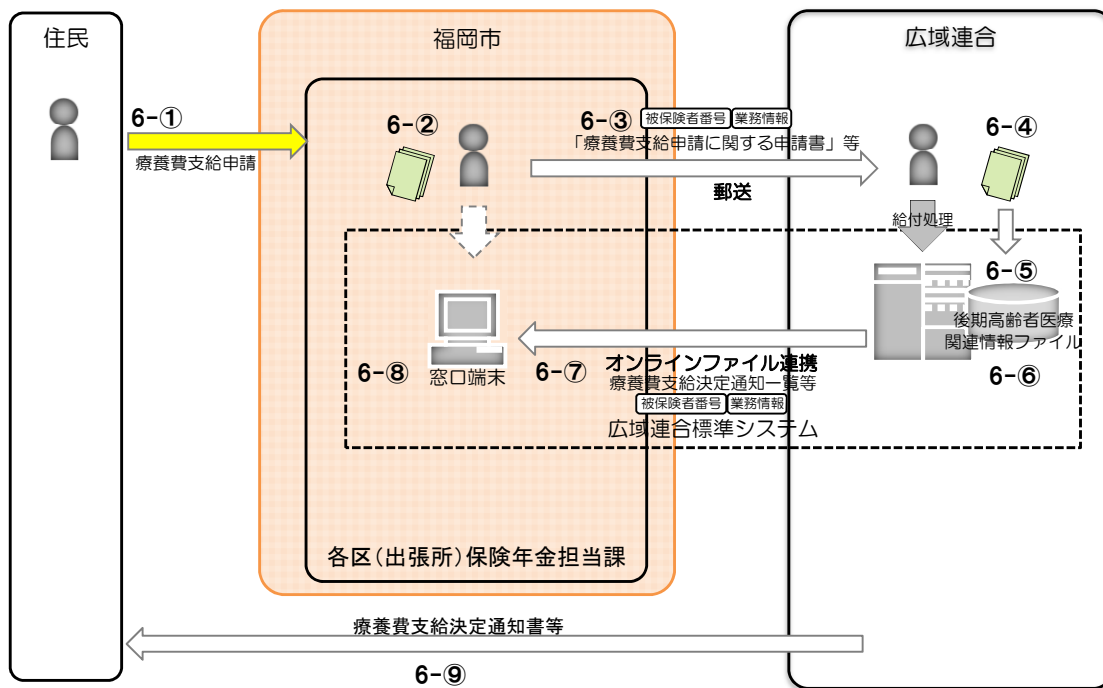 住民
福岡市
広域連合
6-①
療養費支給申請
6-②
6-③
被保険者番号
業務情報
「療養費支給申請に関する申請書」等
郵送
6-④
給付処理
6-⑤
後期高齢者医療
関連情報ファイル
6-⑥
6-⑧
窓口端末
6-⑦
オンラインファイル連携
療養費支給決定通知一覧等
被保険者番号
業務情報
広域連合標準システム
各区(出張所)保険年金担当課
療養費支給決定通知書等
6-⑨